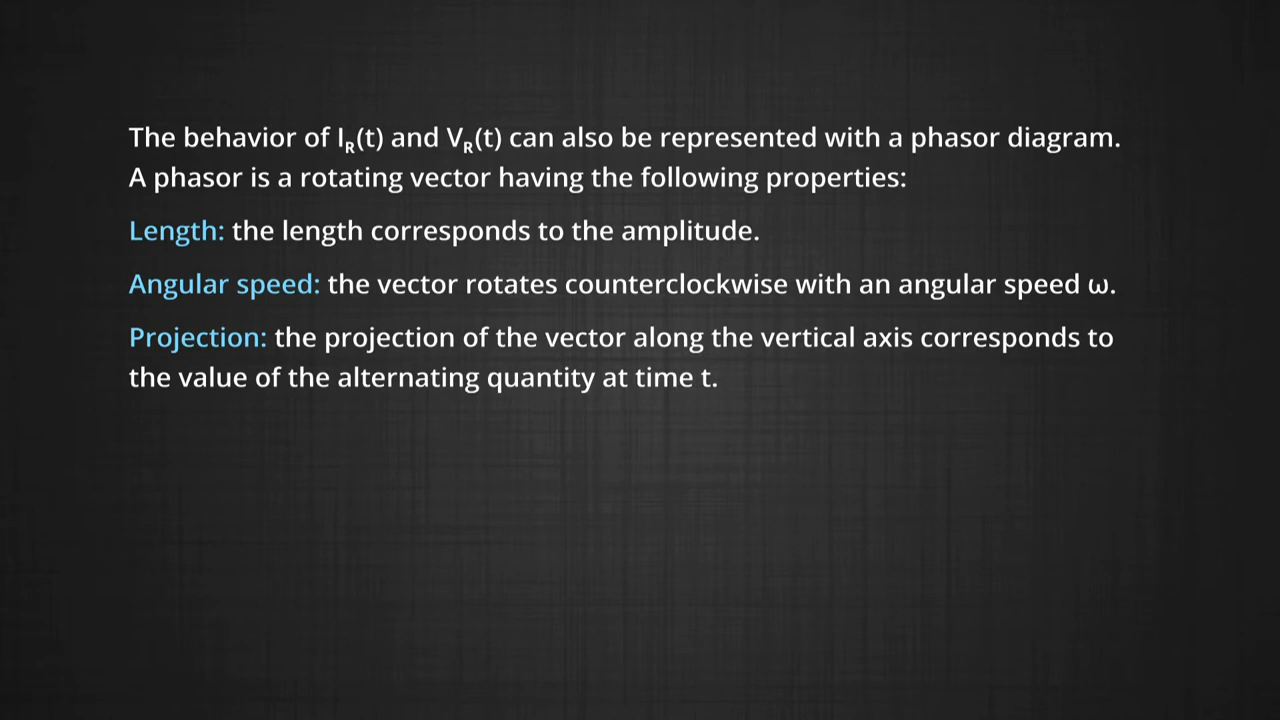 The behavior of I_R(t) and V_R(t) can also be represented with a phasor diagram.
A phasor is a rotating vector having the following properties:
Length: the length corresponds to the amplitude.
Angular speed: the vector rotates counterclockwise with an angular speed ω.
Projection: the projection of the vector along the vertical axis corresponds to
the value of the alternating quantity at time t.